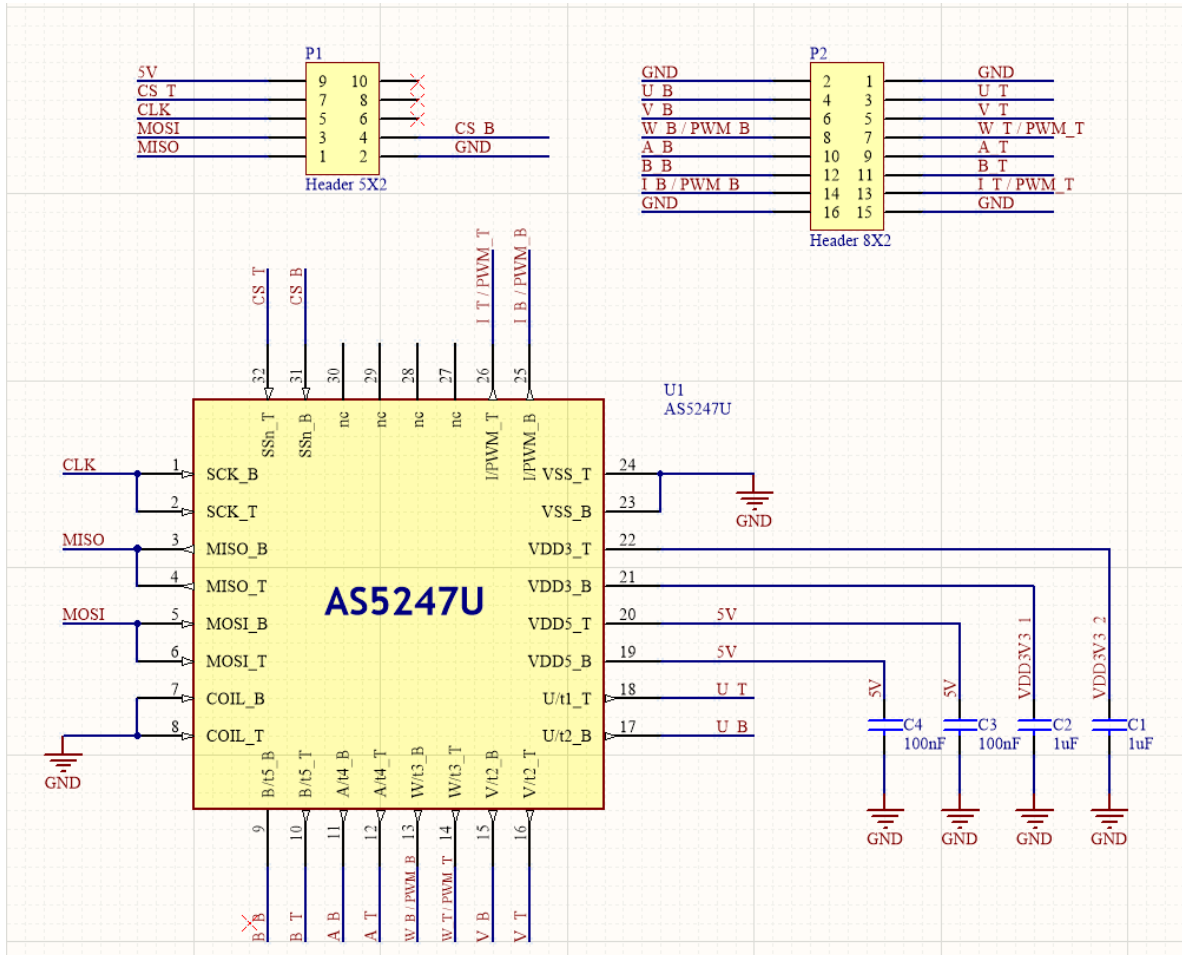 P1
5V 9 10
CS_T 7 8
CLK 5 6
MOSI 3 4 CS_B
MISO 1 2 GND
Header 5X2
P2
GND 2 1 GND
U_B 4 3 U_T
V_B 6 5 V_T
W_B / PWM_B 8 7 W_T / PWM_T
A_B 10 9 A_T
B_B 12 11 B_T
I_B / PWM_B 14 13 I_T / PWM_T
GND 16 15 GND
Header 8X2
CS_T
CS_B
I_T / PWM_T
I_B / PWM_B
32 31 30 29 28 27 26 25
SSn_T SSn_B nc nc nc nc I/PWM_T I/PWM_B
U1
AS5247U
CLK 1 SCK_B
2 SCK_T
MISO 3 MISO_B
4 MISO_T
MOSI 5 MOSI_B
6 MOSI_T
7 COIL_B
8 COIL_T
GND
AS5247U
VSS_T 24
VSS_B 23
GND
VDD3_T 22
VDD3_B 21
VDD5_T 20 5V
VDD5_B 19 5V
U/t1_T 18 U_T
U/t2_B 17 U_B
5V 5V VDD3V3_1 VDD3V3_2
C4 C3 C2 C1
100nF 100nF 1uF 1uF
GND GND GND GND
B/t5_B B/t5_T A/t4_B A/t4_T W/t3_B W/t3_T V/t2_B V/t2_T
9 10 11 12 13 14 15 16
B_B B_T A_B A_T W_B / PWM_B W_T / PWM_T V_B V_T